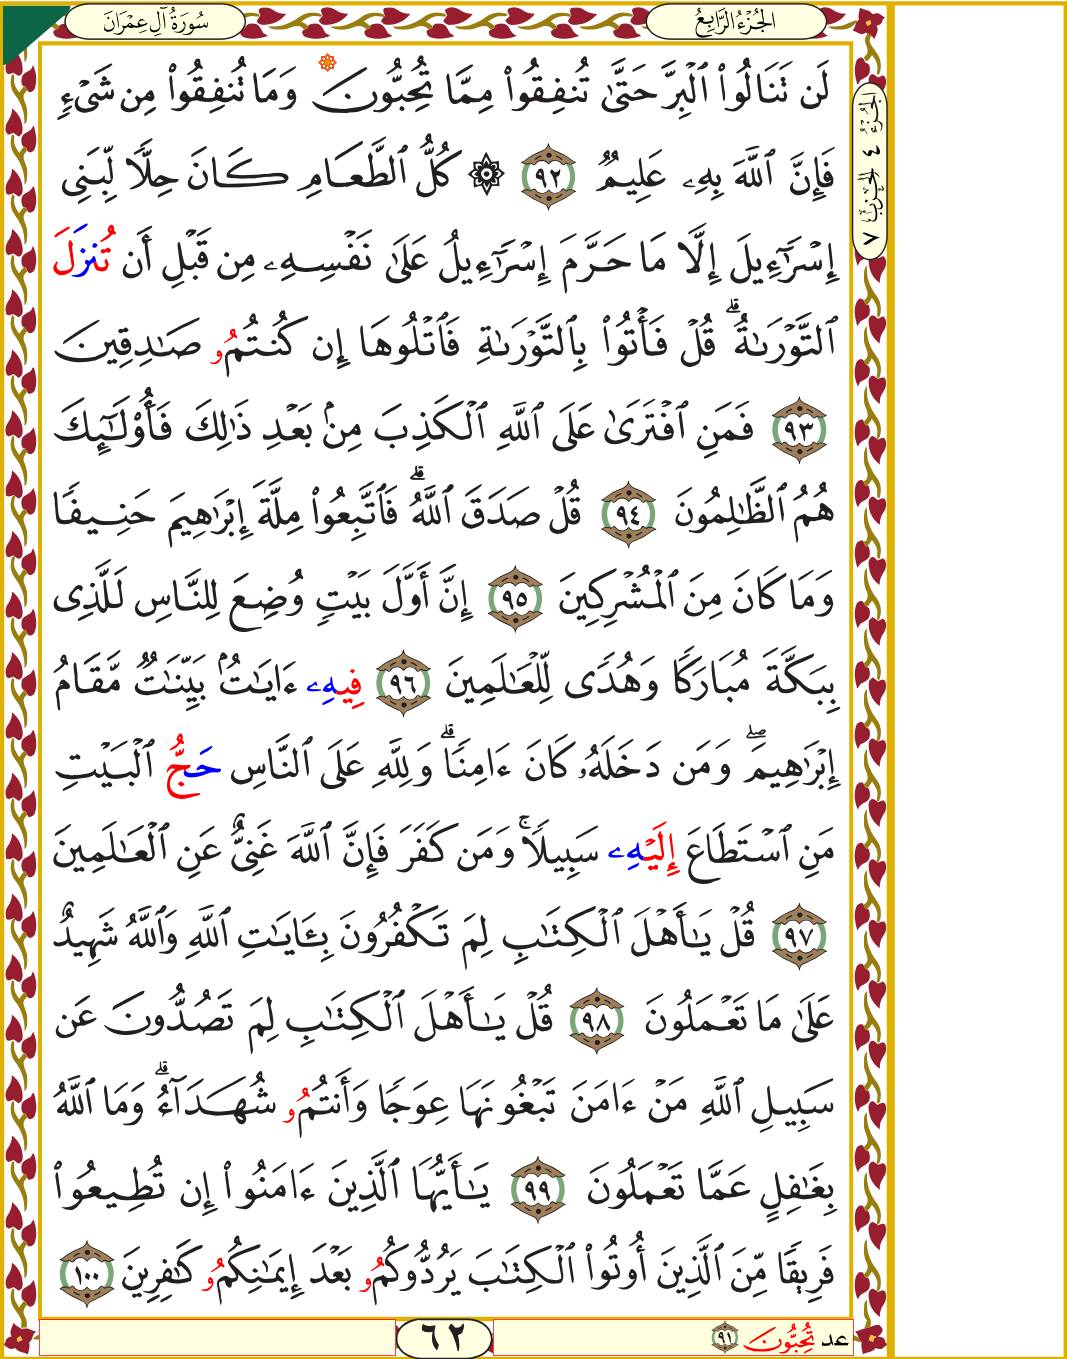 سُورَةُ آلِ عِمْرَانَ
الجُزْءُ الرَّابِعُ
الجُزْءُ ٤ الحِزْبُ ٧
لَن تَنَالُوا۟ ٱلْبِرَّ حَتَّىٰ تُنفِقُوا۟ مِمَّا تُحِبُّونَ وَمَا تُنفِقُوا۟ مِن شَىْءٍ
فَإِنَّ ٱللَّهَ بِهِۦ عَلِيمٌ ٩٢ ۞ كُلُّ ٱلطَّعَامِ كَانَ حِلًّا لِّبَنِى
إِسْرَٰٓءِيلَ إِلَّا مَا حَرَّمَ إِسْرَٰٓءِيلُ عَلَىٰ نَفْسِهِۦ مِن قَبْلِ أَن تُنزَلَ
ٱلتَّوْرَىٰةُ ۗ قُلْ فَأْتُوا۟ بِٱلتَّوْرَىٰةِ فَٱتْلُوهَا إِن كُنتُمُۥ صَادِقِينَ
٩٣ فَمَنِ ٱفْتَرَىٰ عَلَى ٱللَّهِ ٱلْكَذِبَ مِنۢ بَعْدِ ذَٰلِكَ فَأُو۟لَٰٓئِكَ
هُمُ ٱلظَّٰلِمُونَ ٩٤ قُلْ صَدَقَ ٱللَّهُ ۗ فَٱتَّبِعُوا۟ مِلَّةَ إِبْرَٰهِيمَ حَنِيفًا
وَمَا كَانَ مِنَ ٱلْمُشْرِكِينَ ٩٥ إِنَّ أَوَّلَ بَيْتٍ وُضِعَ لِلنَّاسِ لَلَّذِى
بِبَكَّةَ مُبَارَكًا وَهُدًى لِّلْعَٰلَمِينَ ٩٦ فِيهِۦ ءَايَٰتٌۢ بَيِّنَٰتٌ مَّقَامُ
إِبْرَٰهِيمَ ۖ وَمَن دَخَلَهُۥ كَانَ ءَامِنًا ۗ وَلِلَّهِ عَلَى ٱلنَّاسِ حَجُّ ٱلْبَيْتِ
مَنِ ٱسْتَطَاعَ إِلَيْهِۦ سَبِيلًا ۚ وَمَن كَفَرَ فَإِنَّ ٱللَّهَ غَنِىٌّ عَنِ ٱلْعَٰلَمِينَ
٩٧ قُلْ يَٰأَهْلَ ٱلْكِتَٰبِ لِمَ تَكْفُرُونَ بِـَٔايَٰتِ ٱللَّهِ وَٱللَّهُ شَهِيدٌ
عَلَىٰ مَا تَعْمَلُونَ ٩٨ قُلْ يَٰأَهْلَ ٱلْكِتَٰبِ لِمَ تَصُدُّونَ عَن
سَبِيلِ ٱللَّهِ مَنْ ءَامَنَ تَبْغُونَهَا عِوَجًا وَأَنتُمُۥ شُهَدَآءُ ۗ وَمَا ٱللَّهُ
بِغَٰفِلٍ عَمَّا تَعْمَلُونَ ٩٩ يَٰأَيُّهَا ٱلَّذِينَ ءَامَنُوا۟ إِن تُطِيعُوا۟
فَرِيقًا مِّنَ ٱلَّذِينَ أُوتُوا۟ ٱلْكِتَٰبَ يَرُدُّوكُمُۥ بَعْدَ إِيمَٰنِكُمُۥ كَٰفِرِينَ ١٠٠
عد تُحِبُّونَ ٩١
٦٢